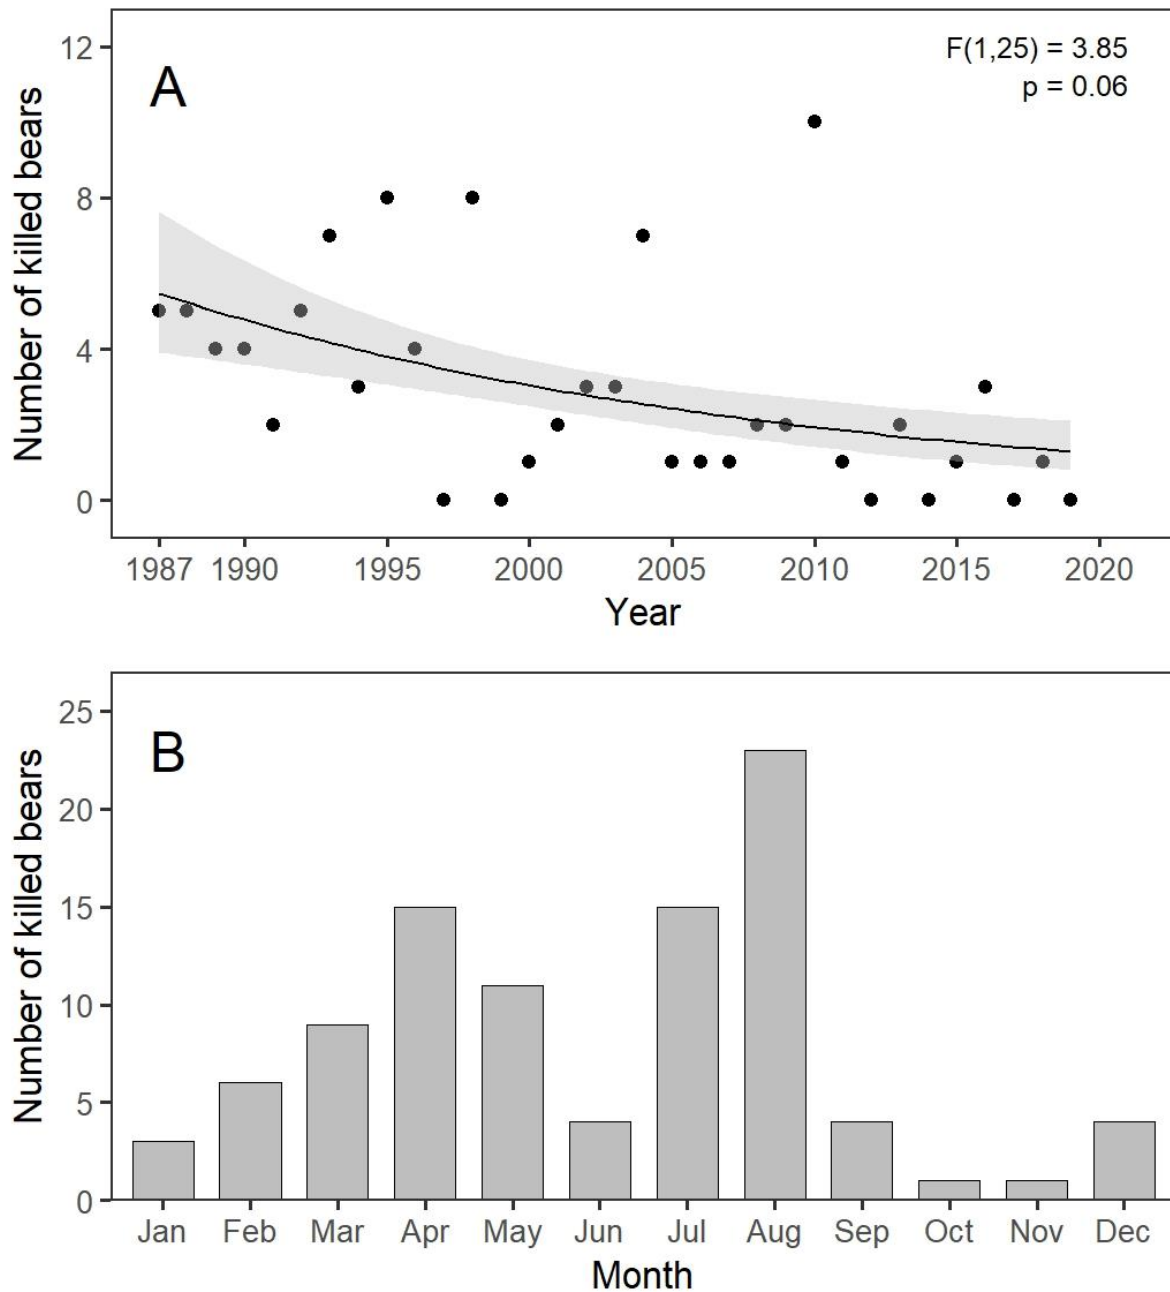 A
F(1,25) = 3.85
p = 0.06
Number of killed bears
12
8
4
0
1987 1990 1995 2000 2005 2010 2015 2020
Year
B
Number of killed bears
25
20
15
10
5
0
Jan Feb Mar Apr May Jun Jul Aug Sep Oct Nov Dec
Month